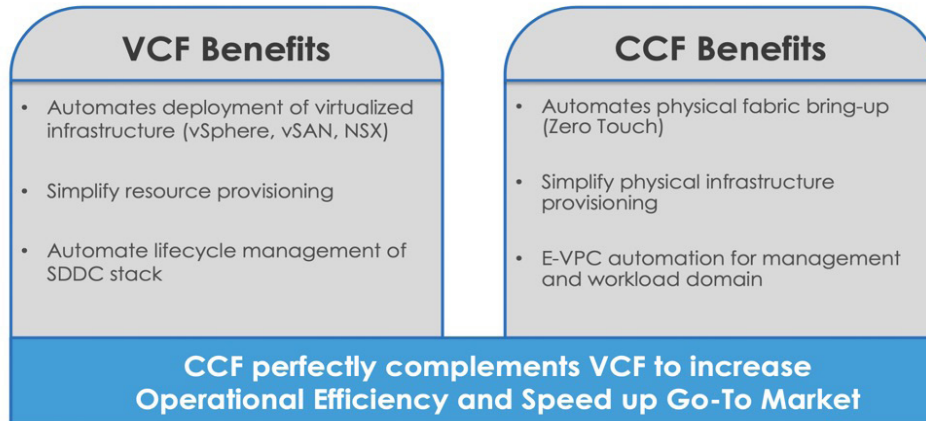 VCF Benefits
• Automates deployment of virtualized
infrastructure (vSphere, vSAN, NSX)
• Simplify resource provisioning
• Automate lifecycle management of
SDDC stack
CCF Benefits
• Automates physical fabric bring-up
(Zero Touch)
• Simplify physical infrastructure
provisioning
• E-VPC automation for management
and workload domain
CCF perfectly complements VCF to increase
Operational Efficiency and Speed up Go-To Market